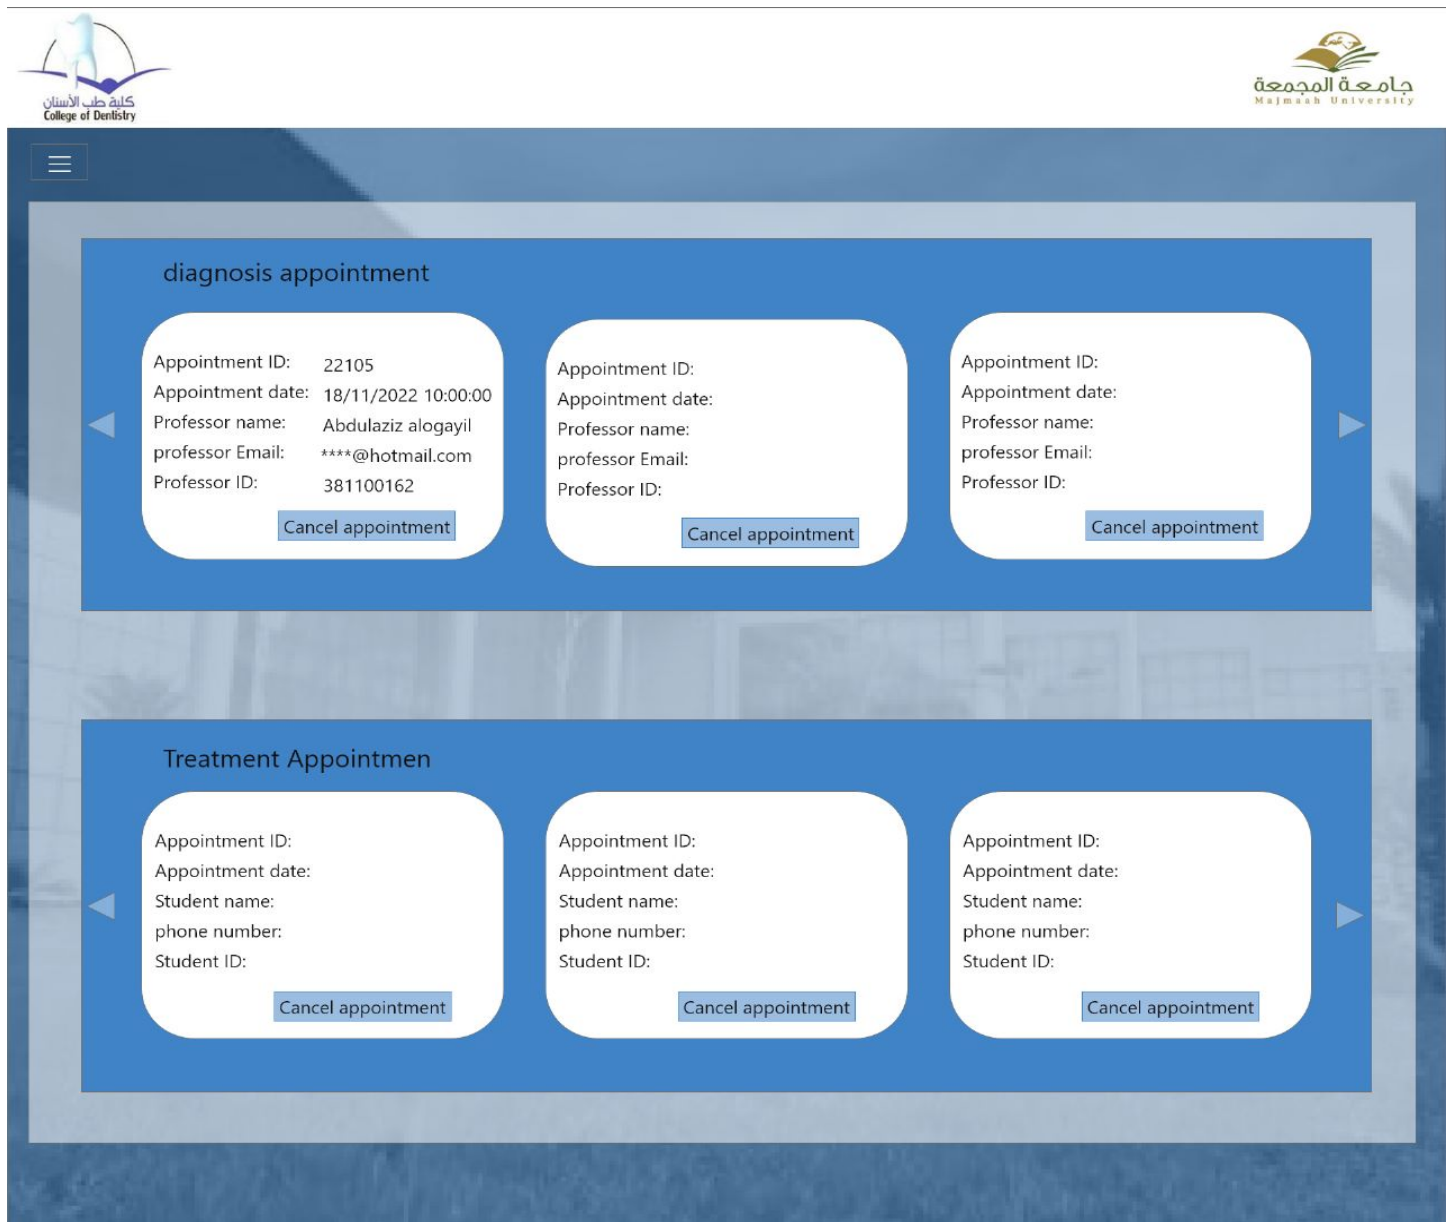 كلية طب الأسنان
College of Dentistry
جامعة المجمعة
Majmaah University
diagnosis appointment
Appointment ID: 22105
Appointment date: 18/11/2022 10:00:00
Professor name: Abdulaziz alogayil
professor Email: ****@hotmail.com
Professor ID: 381100162
Cancel appointment
Appointment ID:
Appointment date:
Professor name:
professor Email:
Professor ID:
Cancel appointment
Appointment ID:
Appointment date:
Professor name:
professor Email:
Professor ID:
Cancel appointment
Treatment Appointmen
Appointment ID:
Appointment date:
Student name:
phone number:
Student ID:
Cancel appointment
Appointment ID:
Appointment date:
Student name:
phone number:
Student ID:
Cancel appointment
Appointment ID:
Appointment date:
Student name:
phone number:
Student ID:
Cancel appointment